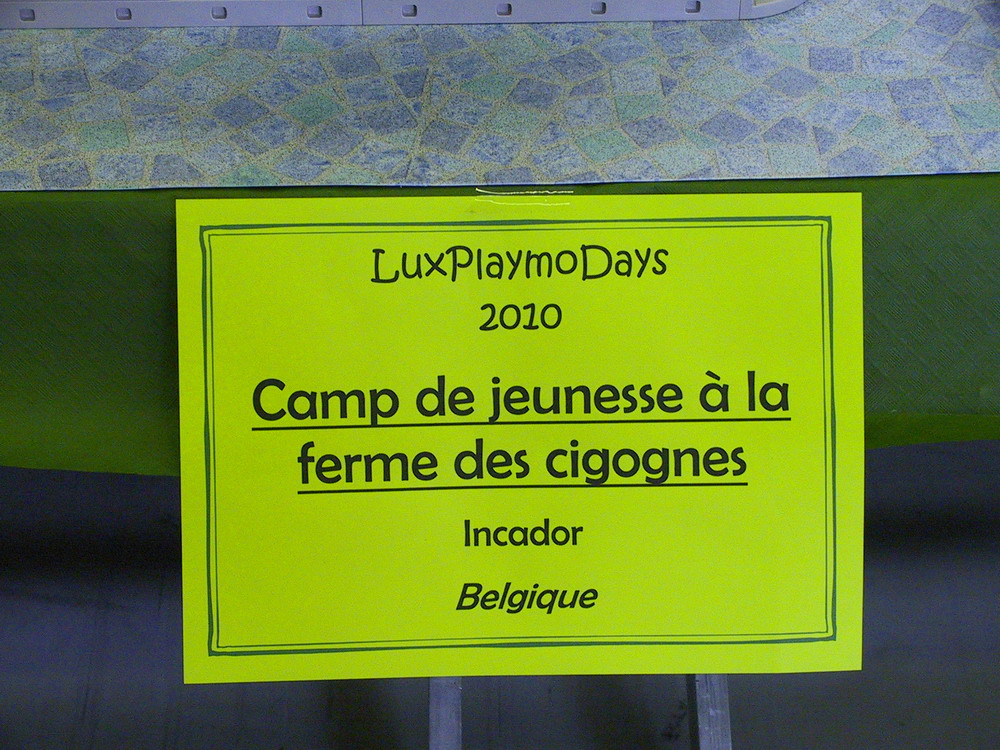 LuxPlaymoDays
2010
Camp de jeunesse à la
ferme des cigognes
Incador
Belgique